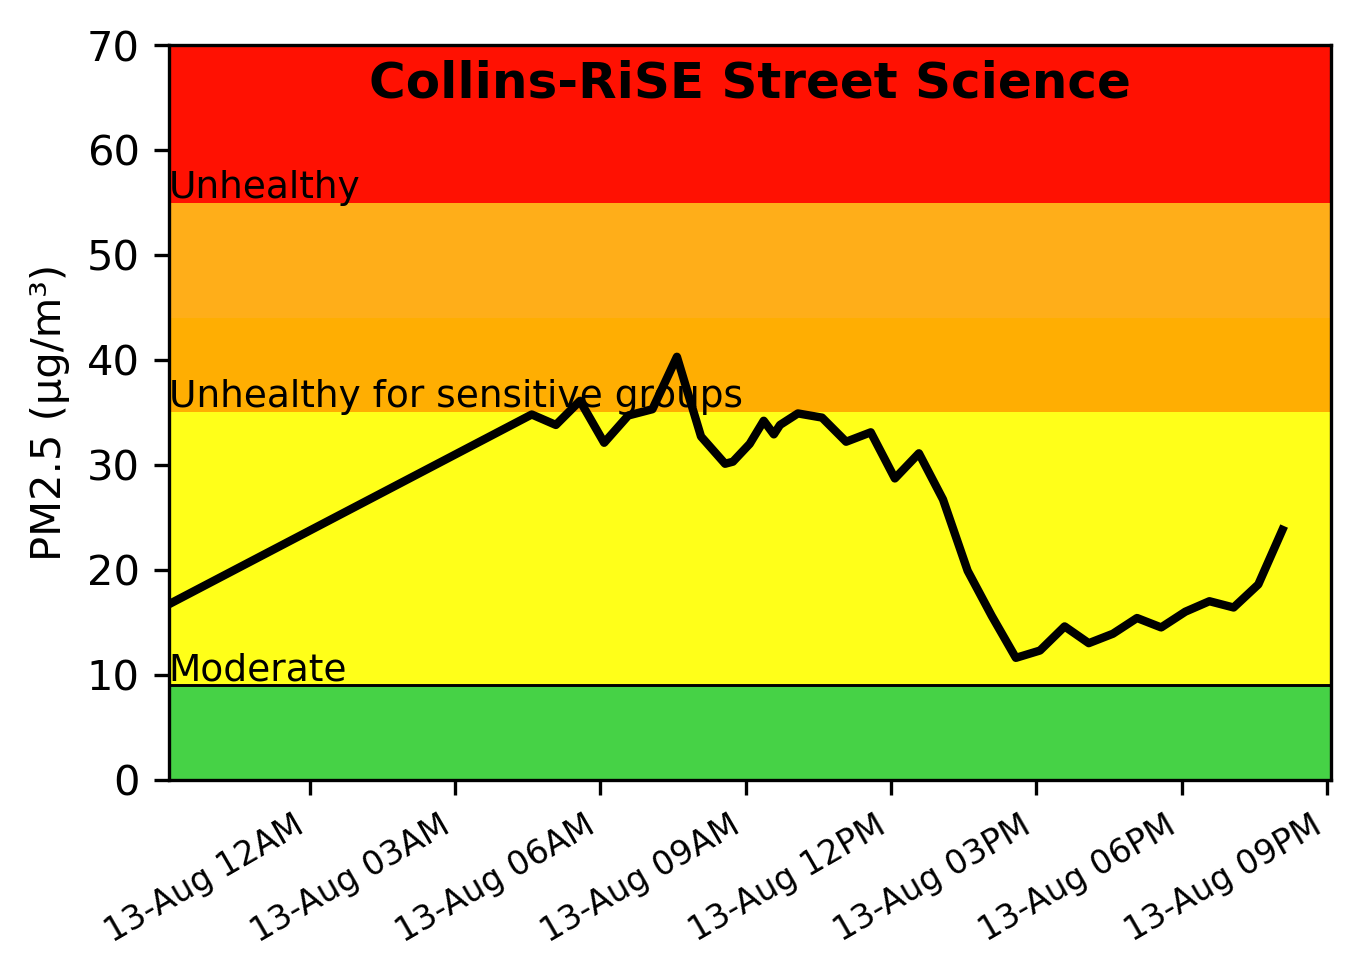 Collins-RiSE Street Science
PM2.5 (µg/m³)
70
60
50
40
30
20
10
0
Unhealthy
Unhealthy for sensitive groups
Moderate
13-Aug 12AM
13-Aug 03AM
13-Aug 06AM
13-Aug 09AM
13-Aug 12PM
13-Aug 03PM
13-Aug 06PM
13-Aug 09PM